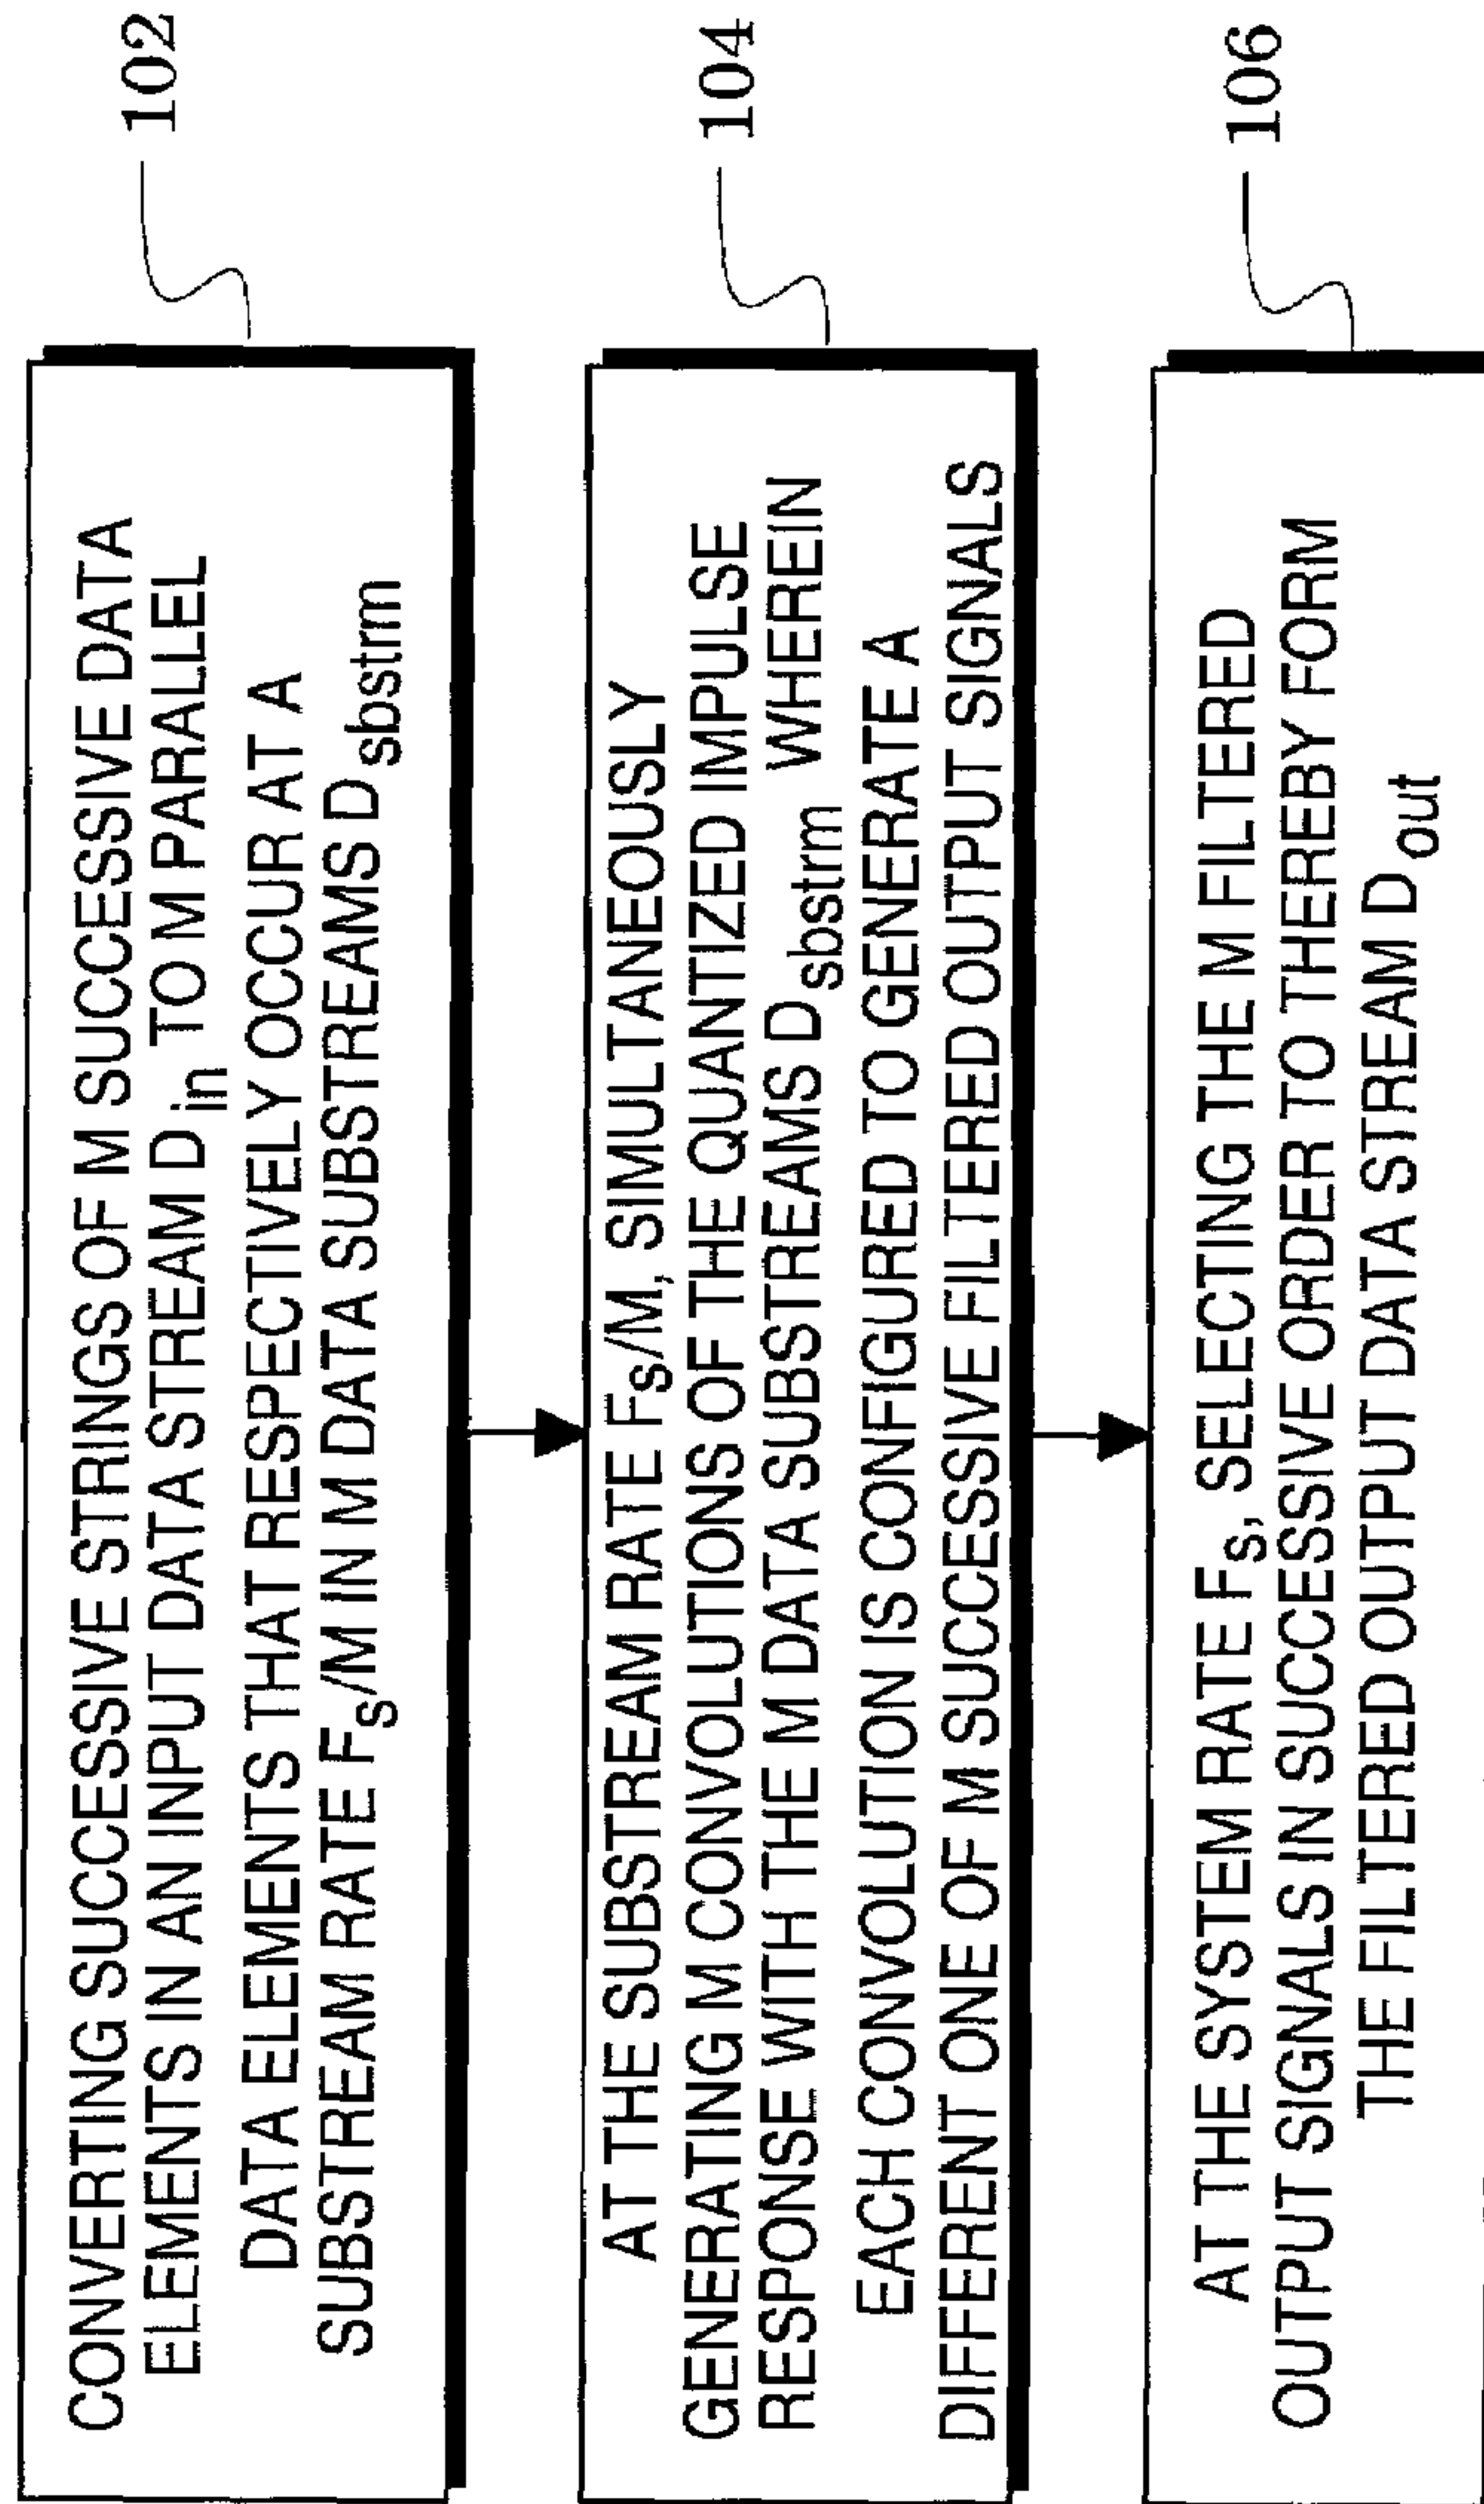 CONVERTING SUCCESSIVE STRINGS OF M SUCCESSIVE DATA
ELEMENTS IN AN INPUT DATA STREAM D in TO M PARALLEL
DATA ELEMENTS THAT RESPECTIVELY OCCUR AT A
SUBSTREAM RATE Fs/M IN M DATA SUBSTREAMS D sbstrm
102
AT THE SUBSTREAM RATE Fs/M, SIMULTANEOUSLY
GENERATING M CONVOLUTIONS OF THE QUANTIZED IMPULSE
RESPONSE WITH THE M DATA SUBSTREAMS D sbstrm WHEREIN
EACH CONVOLUTION IS CONFIGURED TO GENERATE A
DIFFERENT ONE OF M SUCCESSIVE FILTERED OUTPUT SIGNALS
104
AT THE SYSTEM RATE Fs, SELECTING THE M FILTERED
OUTPUT SIGNALS IN SUCCESSIVE ORDER TO THEREBY FORM
THE FILTERED OUTPUT DATA STREAM D out
106